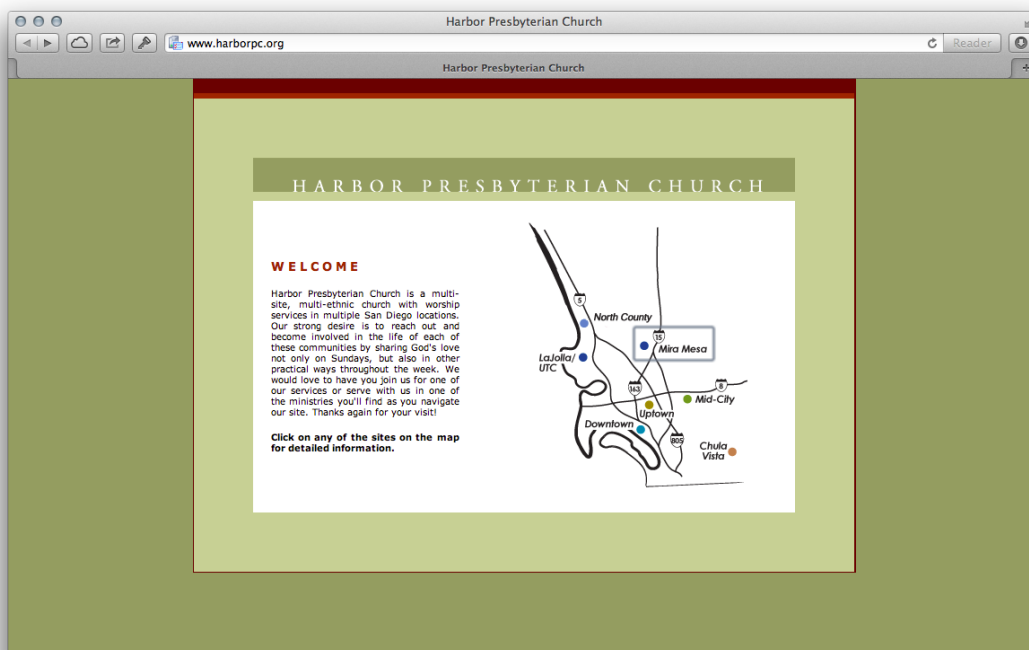 Harbor Presbyterian Church
www.harborpc.org
Reader
Harbor Presbyterian Church
HARBOR PRESBYTERIAN CHURCH
WELCOME
Harbor Presbyterian Church is a multi-
site, multi-ethnic church with worship
services in multiple San Diego locations.
Our strong desire is to reach out and
become involved in the life of each of
these communities by sharing God's love
not only on Sundays, but also in other
practical ways throughout the week. We
would love to have you join us for one of
our services or serve with us in one of
the ministries you'll find as you navigate
our site. Thanks again for your visit!
Click on any of the sites on the map
for detailed information.
5
North County
15
Mira Mesa
LaJolla/
UTC
163
8
Mid-City
Uptown
Downtown
805
Chula
Vista